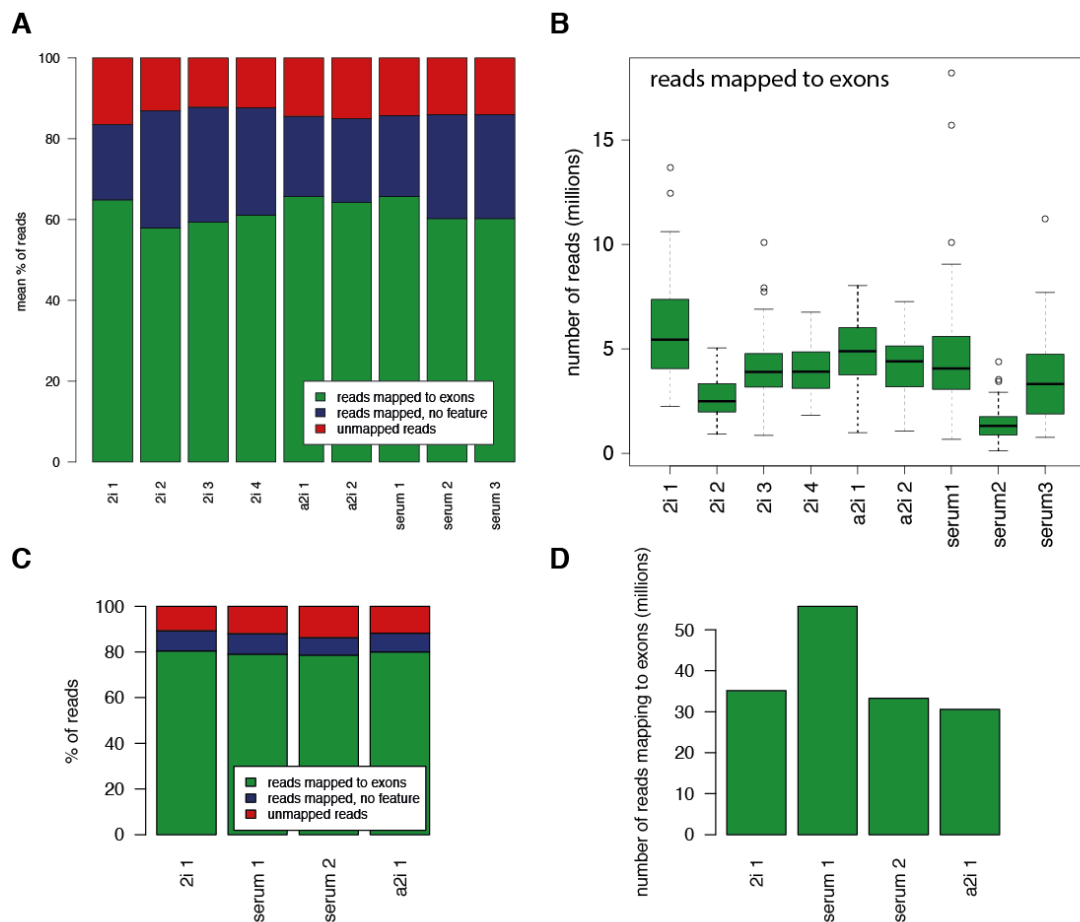 A
100
80
60
40
20
0
mean % of reads
reads mapped to exons
reads mapped, no feature
unmapped reads
2i 1
2i 2
2i 3
2i 4
a2i 1
a2i 2
serum 1
serum 2
serum 3
B
reads mapped to exons
15
10
5
0
number of reads (millions)
2i 1
2i 2
2i 3
2i 4
a2i 1
a2i 2
serum1
serum2
serum3
C
100
80
60
40
20
0
% of reads
reads mapped to exons
reads mapped, no feature
unmapped reads
2i 1
serum 1
serum 2
a2i 1
D
50
40
30
20
10
0
number of reads mapping to exons (millions)
2i 1
serum 1
serum 2
a2i 1